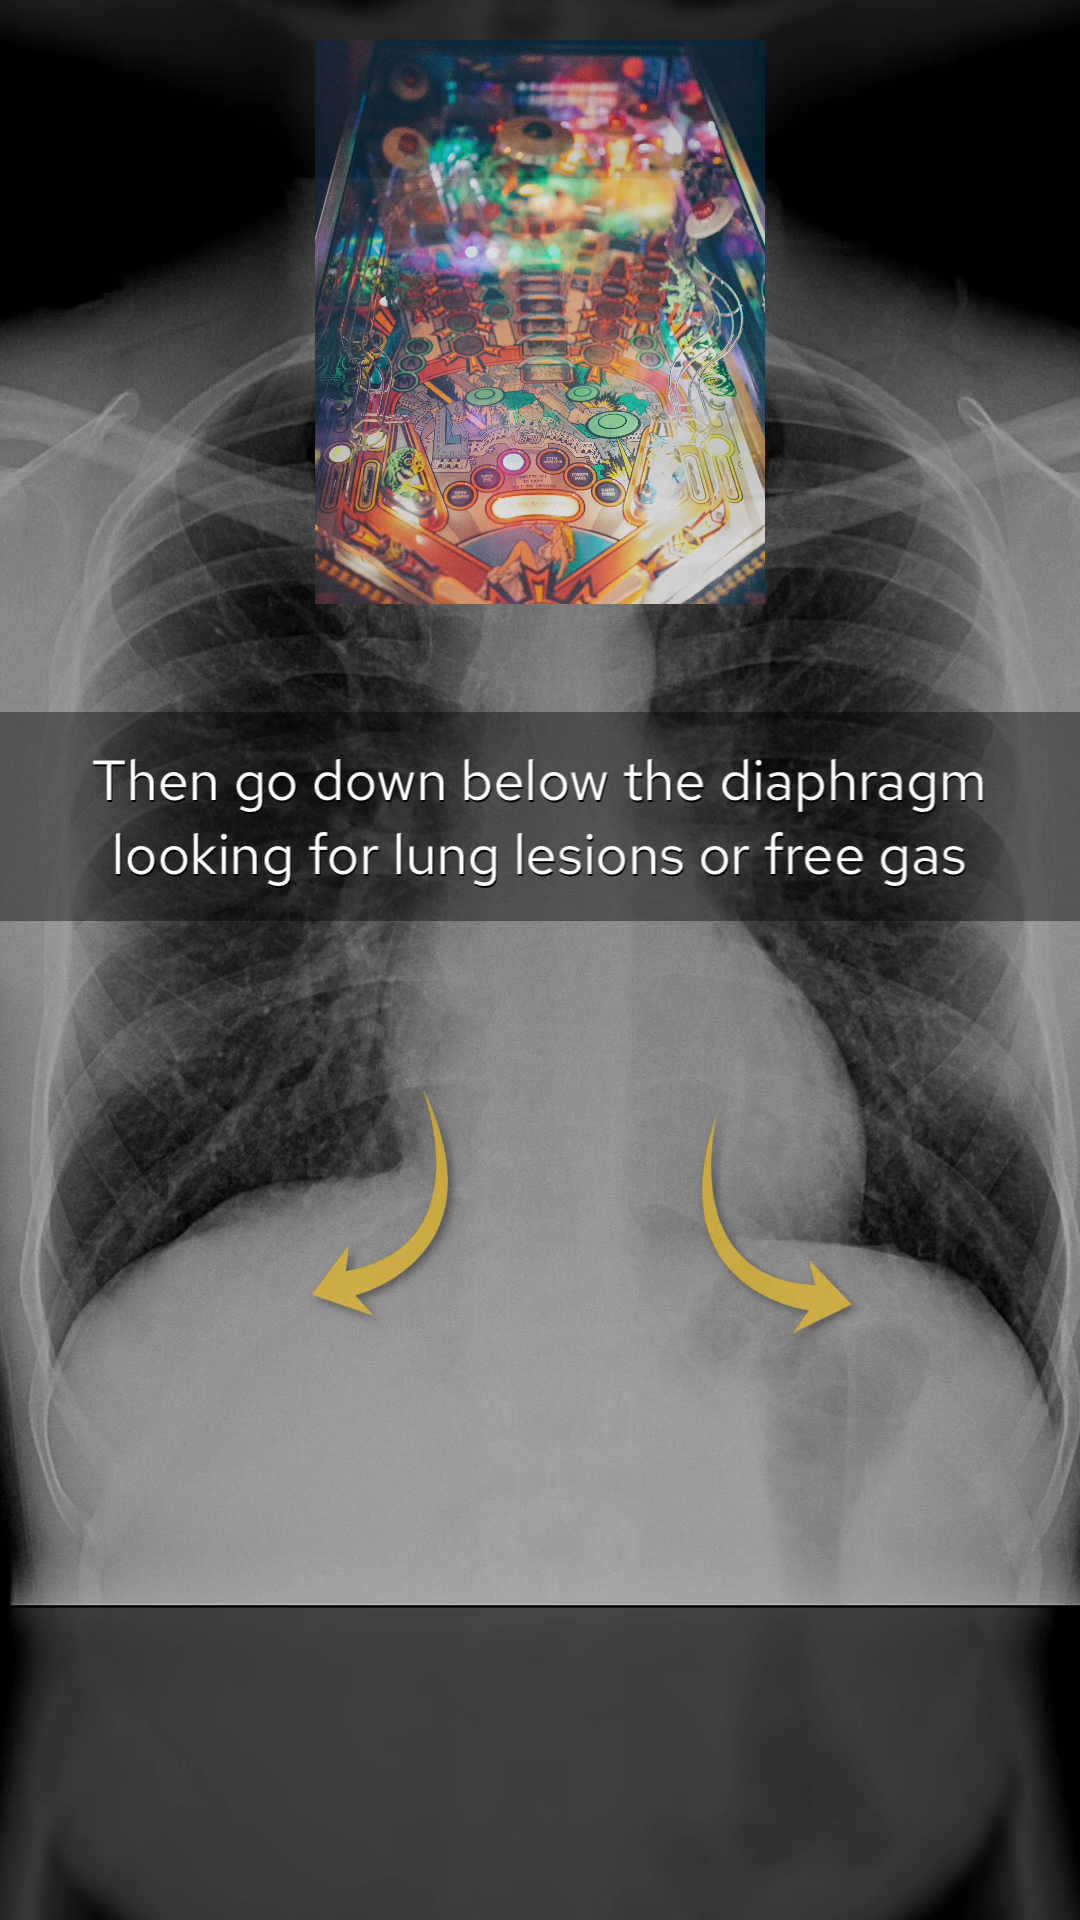 Then go down below the diaphragm
looking for lung lesions or free gas